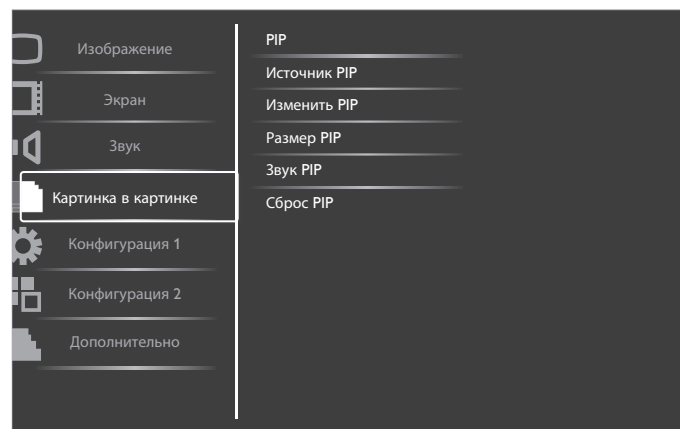 Изображение
Экран
Звук
Картинка в картинке
Конфигурация 1
Конфигурация 2
Дополнительно
PIP
Источник PIP
Изменить PIP
Размер PIP
Звук PIP
Сброс PIP